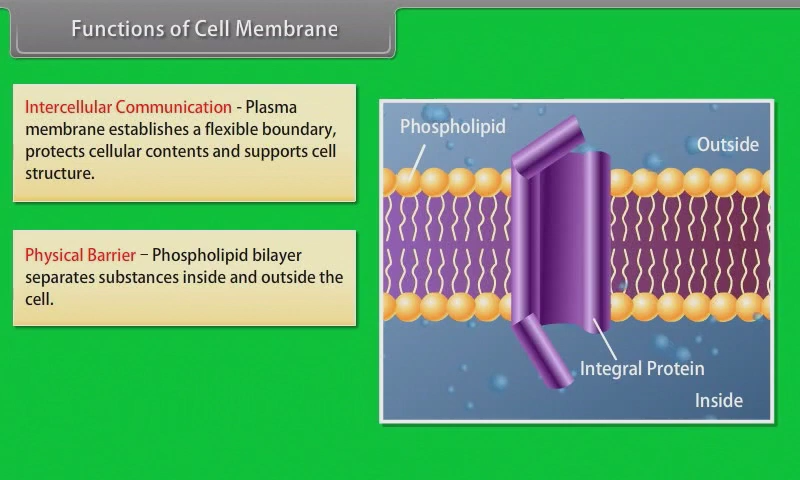 Functions of Cell Membrane
Intercellular Communication - Plasma
membrane establishes a flexible boundary,
protects cellular contents and supports cell
structure.
Physical Barrier – Phospholipid bilayer
separates substances inside and outside the
cell.
Phospholipid
Outside
Integral Protein
Inside